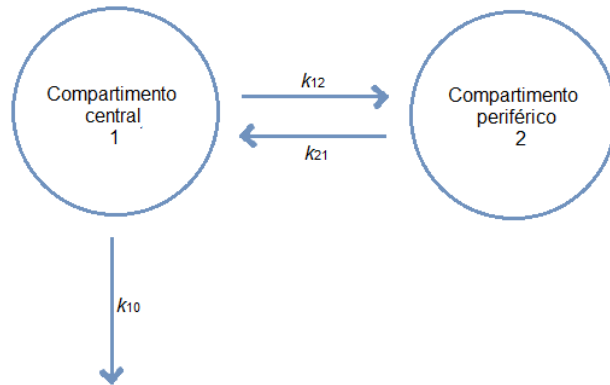 Compartimento
central
1
k12
k21
Compartimento
periférico
2
k10